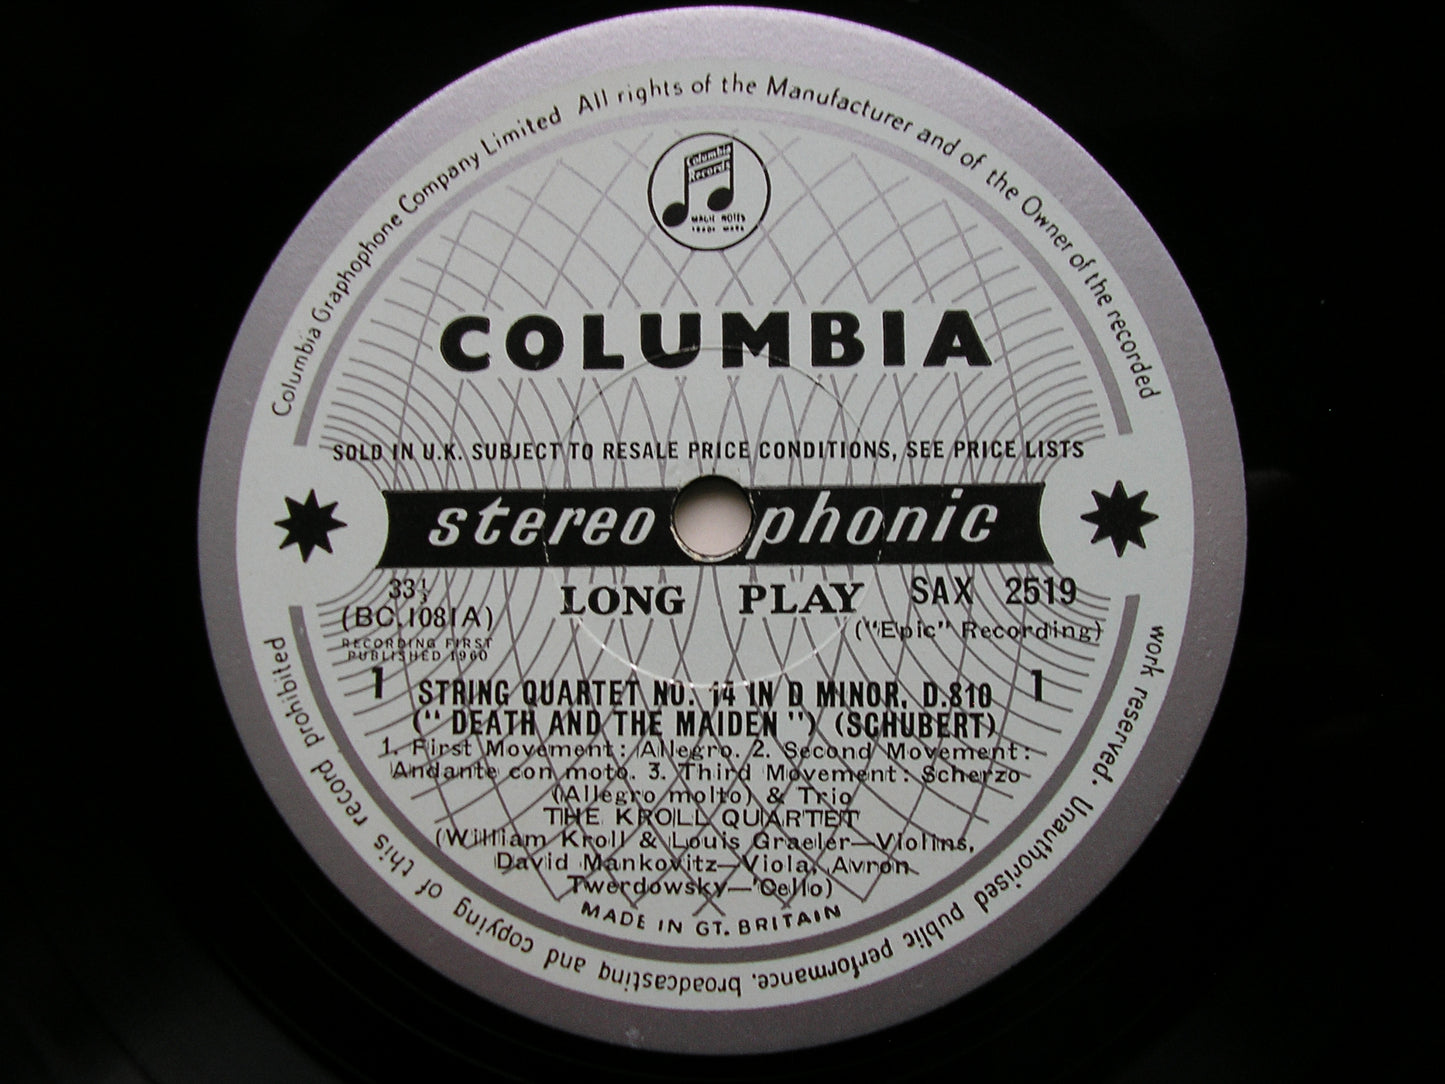 Columbia Graphophone Company Limited All rights of the Manufacturer and of the Owner of the recorded
work reserved. Unauthorised public performance, broadcasting and copying of this record prohibited
Columbia
Records
MAGIC NOTES
TRADE MARK
COLUMBIA
SOLD IN U.K. SUBJECT TO RESALE PRICE CONDITIONS, SEE PRICE LISTS
stereo phonic
33⅓ LONG PLAY SAX 2519
(BC.1081A) ("Epic" Recording)
RECORDING FIRST
PUBLISHED 1960
1 STRING QUARTET NO. 14 IN D MINOR, D.810 1
(" DEATH AND THE MAIDEN ") (SCHUBERT)
1. First Movement: Allegro. 2. Second Movement:
Andante con moto. 3. Third Movement: Scherzo
(Allegro molto) & Trio
THE KROLL QUARTET
(William Kroll & Louis Graeler—Violins,
David Mankovitz—Viola, Avron
Twerdowsky—'Cello)
MADE IN GT. BRITAIN